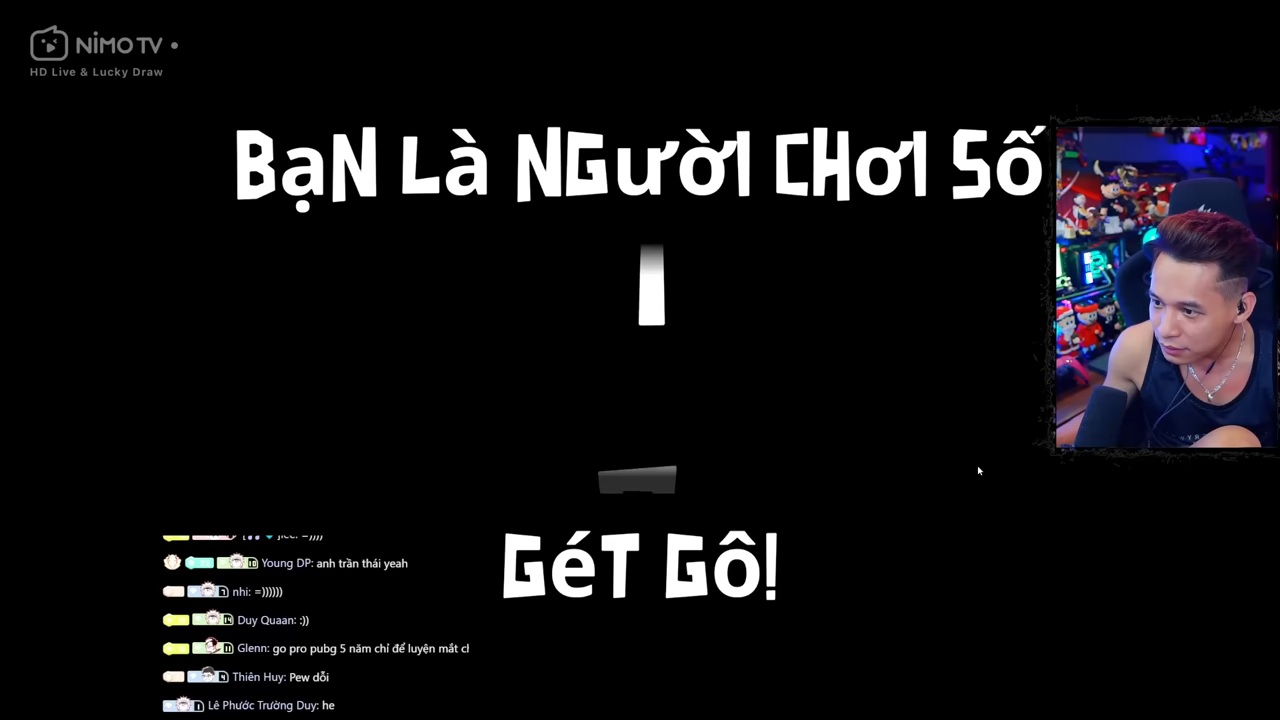 NiMO TV
HD Live & Lucky Draw
BạN Là NGười CHơi Số
GéT Gô!
Young DP: anh trần thái yeah
nhi: =))))))
Duy Quaan: :))
Glenn: go pro pubg 5 năm chỉ để luyện mắt cl
Thiên Huy: Pew dỗi
Lê Phước Trường Duy: he